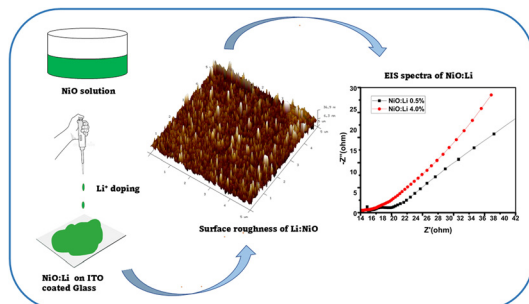 NiO solution
Li⁺ doping
NiO:Li on ITO
coated Glass
Surface roughness of Li:NiO
EIS spectra of NiO:Li
NiO:Li 0.5%
NiO:Li 4.0%
-Z"(ohm)
30
25
20
15
10
5
0
14 16 18 20 22 24 26 28 30 32 34 36 38 40 42
Z'(ohm)